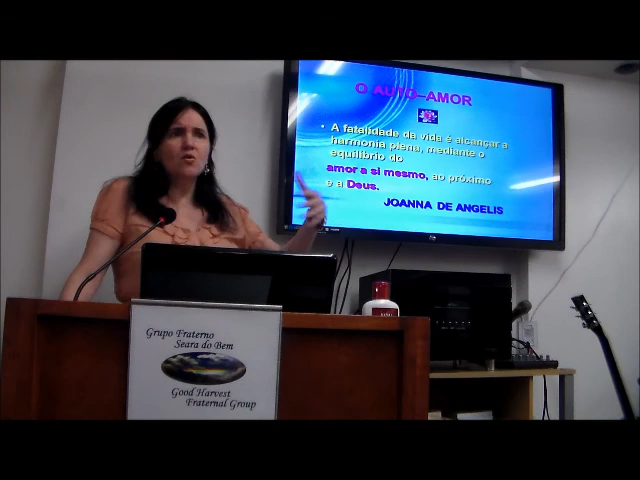 O AUTO–AMOR
• A fatalidade da vida é alcançar a
harmonia plena, mediante o
equilíbrio do
amor a si mesmo, ao próximo
e a Deus.
JOANNA DE ANGELIS
Grupo Fraterno
Seara do Bem
Good Harvest
Fraternal Group